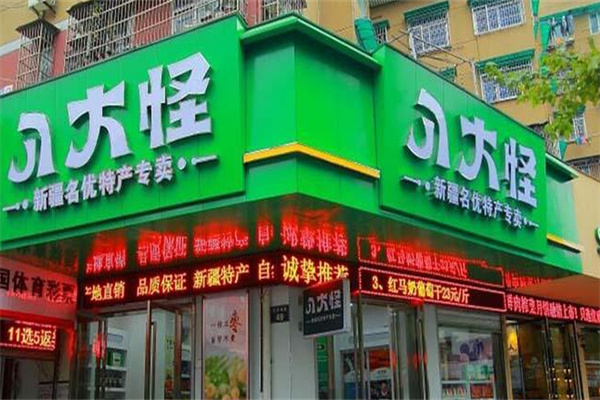 八大怪
新疆名优特产专卖
八大怪
新疆名优特产专卖
国体育彩票
11选5返
产地直销 品质保证 新疆特产 自
诚挚推荐
3、红马奶葡萄干23元/斤
八大怪
枣